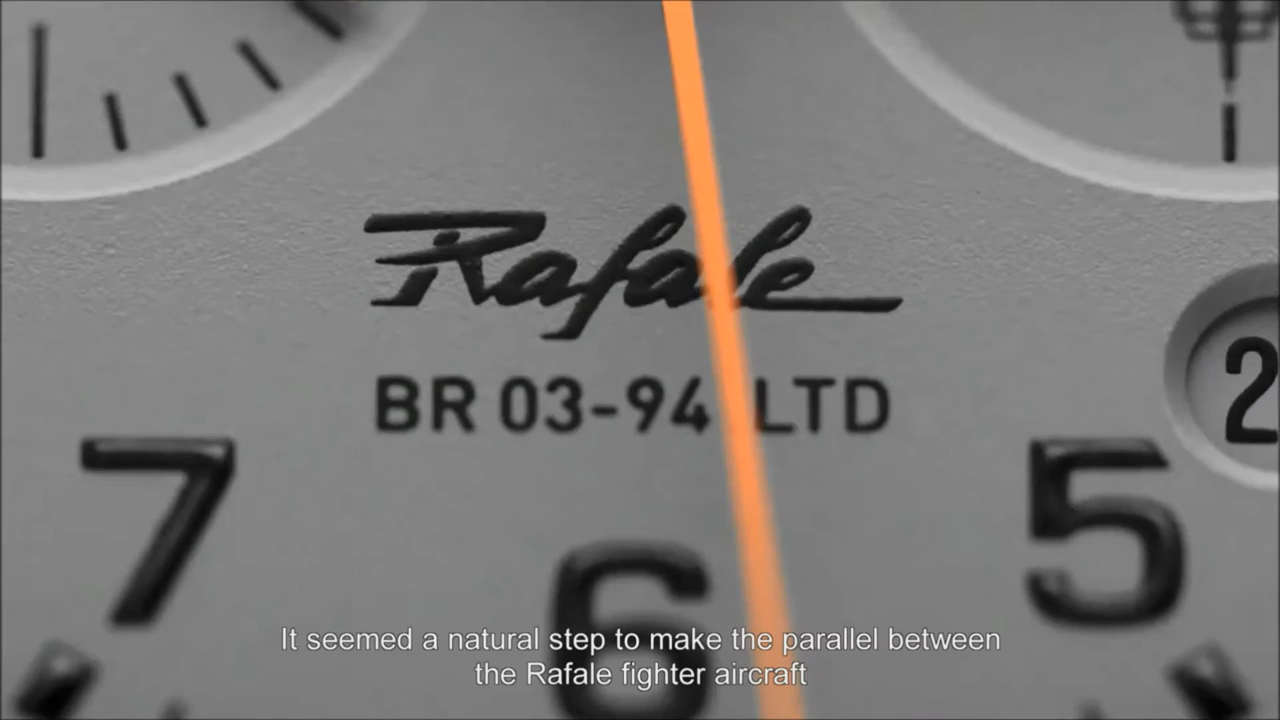 Rafale
BR 03-94 LTD
2
7
5
6
It seemed a natural step to make the parallel between
the Rafale fighter aircraft